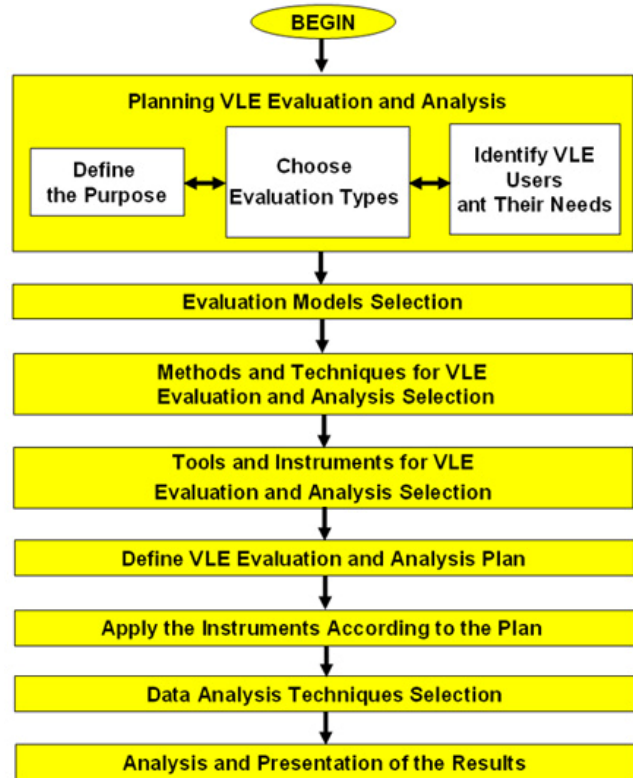 BEGIN
Planning VLE Evaluation and Analysis
Define
the Purpose
Choose
Evaluation Types
Identify VLE
Users
ant Their Needs
Evaluation Models Selection
Methods and Techniques for VLE
Evaluation and Analysis Selection
Tools and Instruments for VLE
Evaluation and Analysis Selection
Define VLE Evaluation and Analysis Plan
Apply the Instruments According to the Plan
Data Analysis Techniques Selection
Analysis and Presentation of the Results